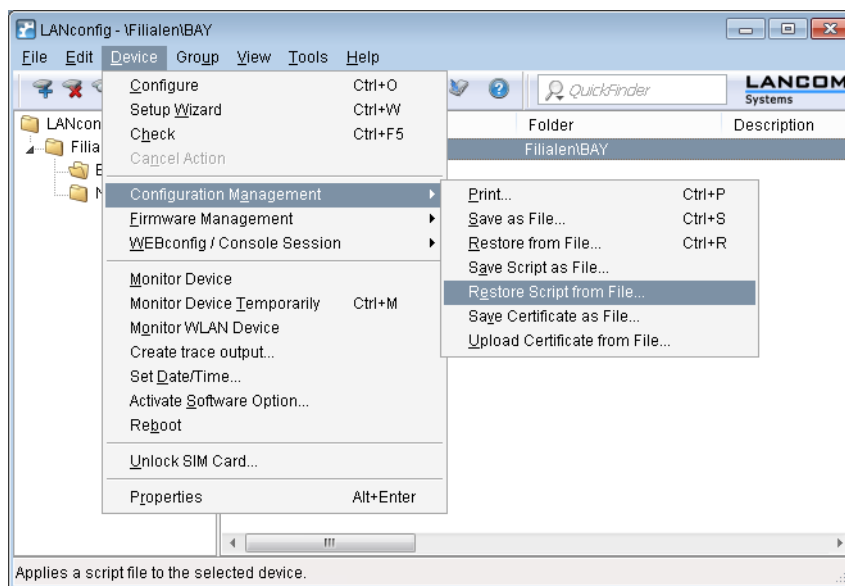 LANconfig - \Filialen\BAY
File Edit Device Group View Tools Help
QuickFinder
LANCOM
Systems
LANcon
Filia
Folder
Description
Filialen\BAY
Configure Ctrl+O
Setup Wizard Ctrl+W
Check Ctrl+F5
Cancel Action
Configuration Management
Firmware Management
WEBconfig / Console Session
Monitor Device
Monitor Device Temporarily Ctrl+M
Monitor WLAN Device
Create trace output...
Set Date/Time...
Activate Software Option...
Reboot
Unlock SIM Card...
Properties Alt+Enter
Print... Ctrl+P
Save as File... Ctrl+S
Restore from File... Ctrl+R
Save Script as File...
Restore Script from File...
Save Certificate as File...
Upload Certificate from File...
Applies a script file to the selected device.